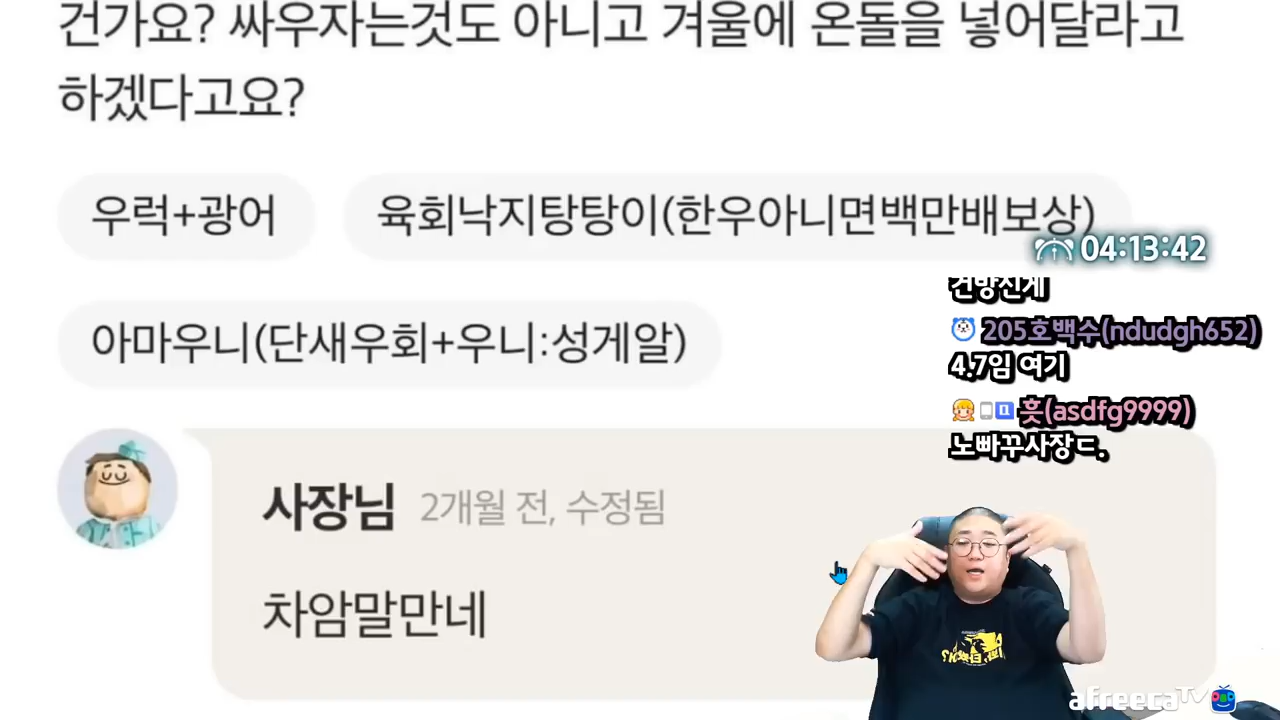 건가요? 싸우자는것도 아니고 겨울에 온돌을 넣어달라고
하겠다고요?
우럭+광어
육회낙지탕탕이(한우아니면백만배보상)
04:13:42
건방진게
아마우니(단새우회+우니:성게알)
205호백수(ndudgh652)
4.7임 여기
흣(asdfg9999)
노빠꾸사장ㄷ.
사장님 2개월 전, 수정됨
차암말만네
afreecaTV